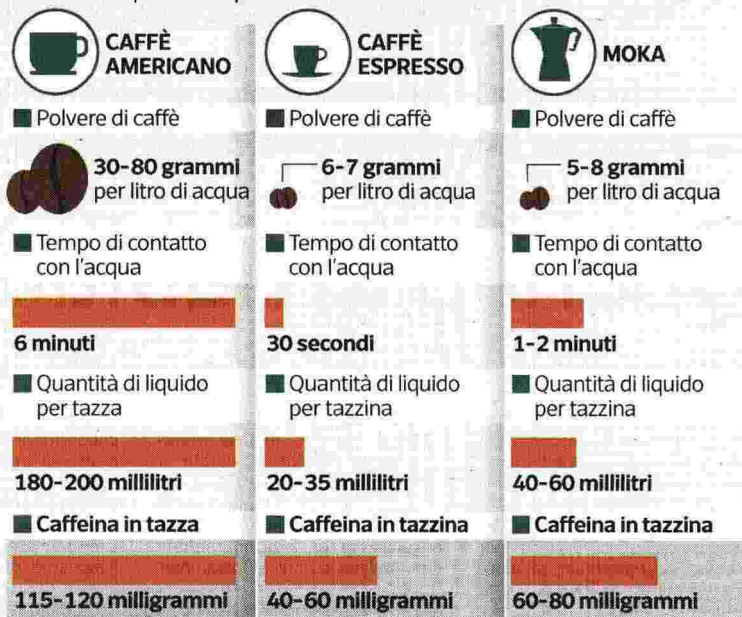 CAFFÈ
AMERICANO
Polvere di caffè
30-80 grammi
per litro di acqua
Tempo di contatto
con l'acqua
6 minuti
Quantità di liquido
per tazza
180-200 millilitri
Caffeina in tazza
115-120 milligrammi
CAFFÈ
ESPRESSO
Polvere di caffè
6-7 grammi
per litro di acqua
Tempo di contatto
con l'acqua
30 secondi
Quantità di liquido
per tazzina
20-35 millilitri
Caffeina in tazzina
40-60 milligrammi
MOKA
Polvere di caffè
5-8 grammi
per litro di acqua
Tempo di contatto
con l'acqua
1-2 minuti
Quantità di liquido
per tazzina
40-60 millilitri
Caffeina in tazzina
60-80 milligrammi